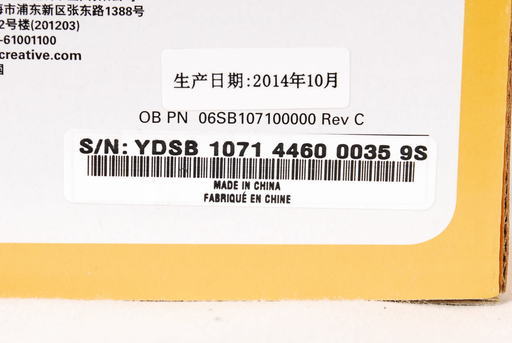 海市浦东新区张东路1388号
2号楼(201203)
-61001100
creative.com
国
生产日期:2014年10月
OB PN 06SB107100000 Rev C
S/N: YDSB 1071 4460 0035 9S
MADE IN CHINA
FABRIQUÉ EN CHINE